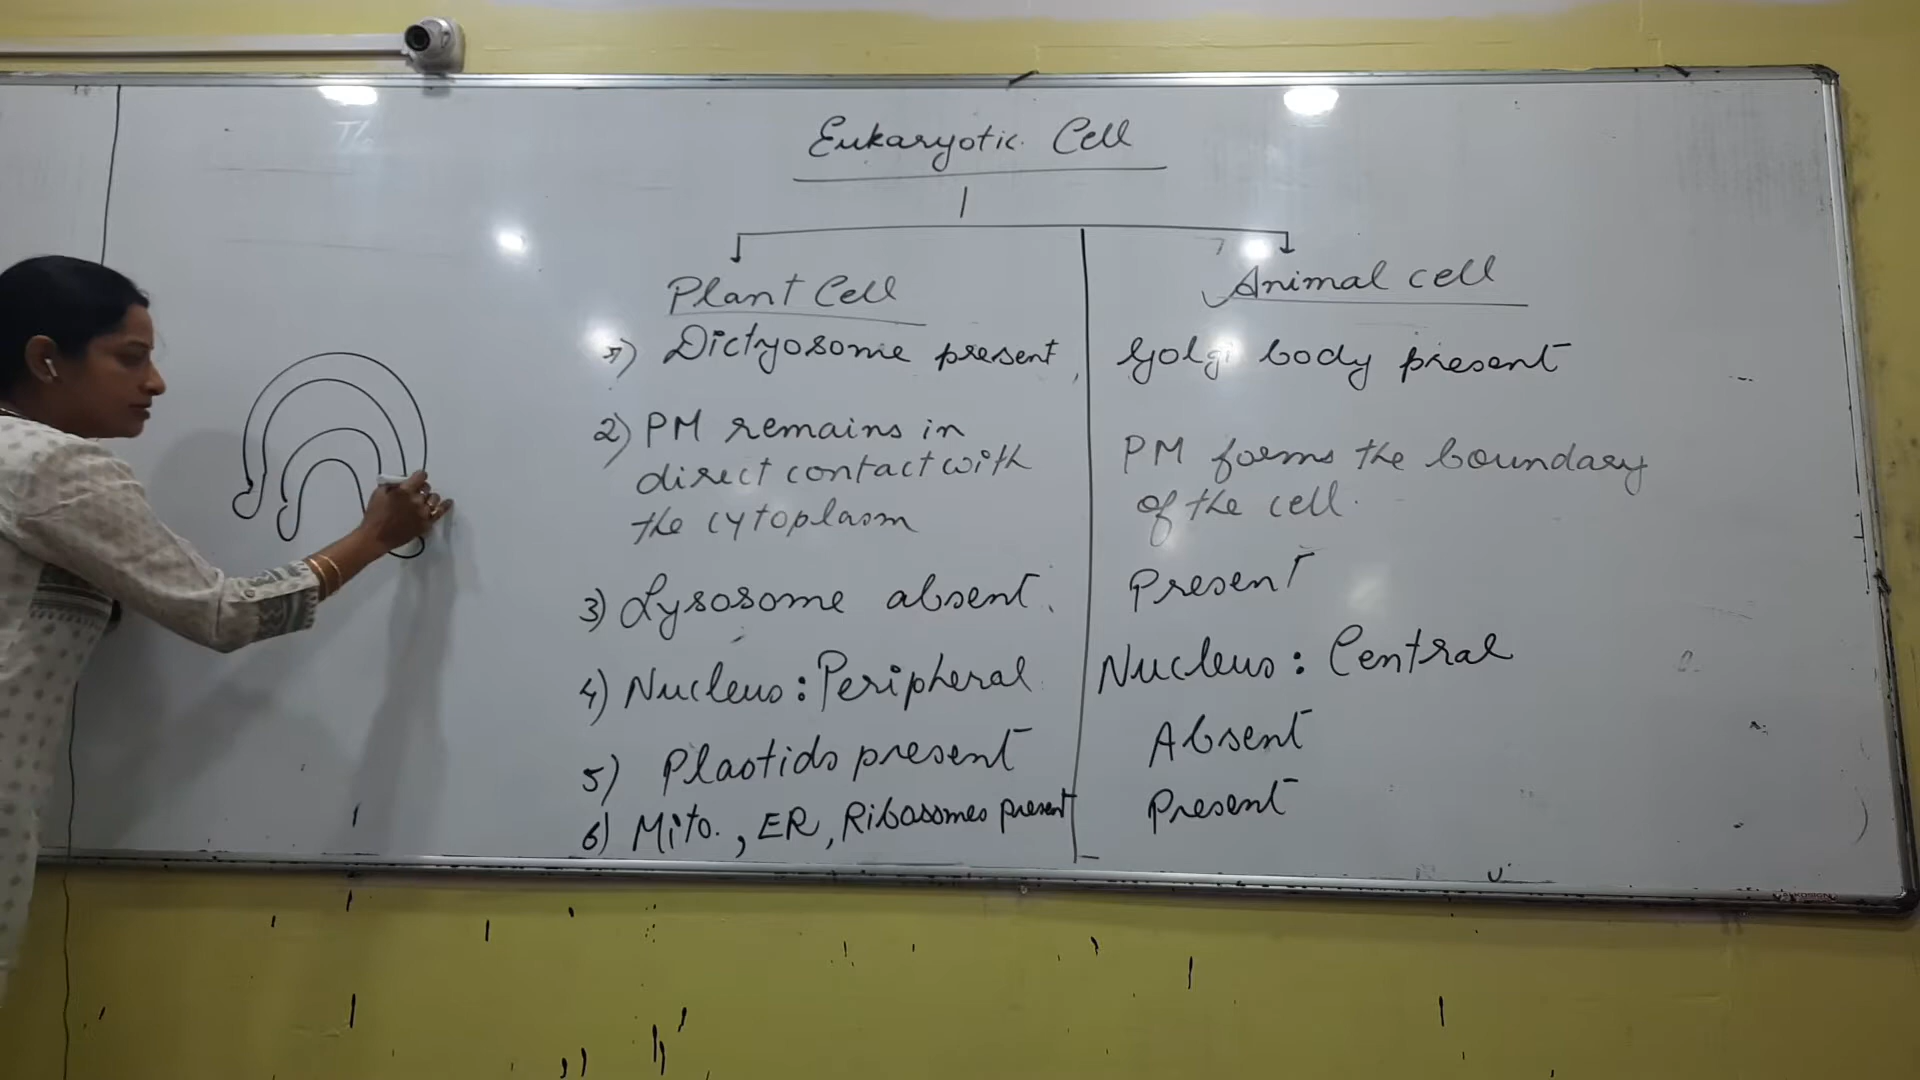 Eukaryotic Cell
Plant Cell
Animal cell
1) Dictyosome present
Golgi body present
2) PM remains in
direct contact with
the cytoplasm
PM forms the boundary
of the cell.
3) Lysosome absent.
Present
4) Nucleus: Peripheral
Nucleus: Central
5) Plastids present
Absent
6) Mito., ER, Ribosomes present
Present